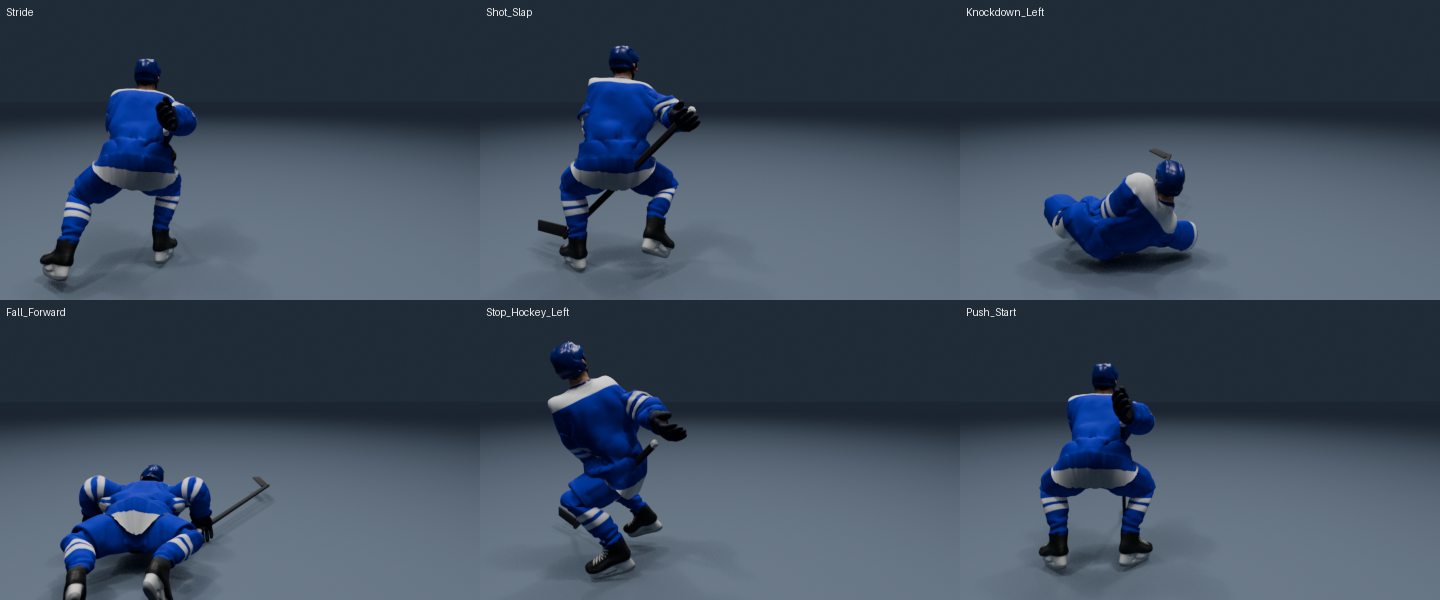 Stride
Shot_Slap
Knockdown_Left
Fall_Forward
Stop_Hockey_Left
Push_Start